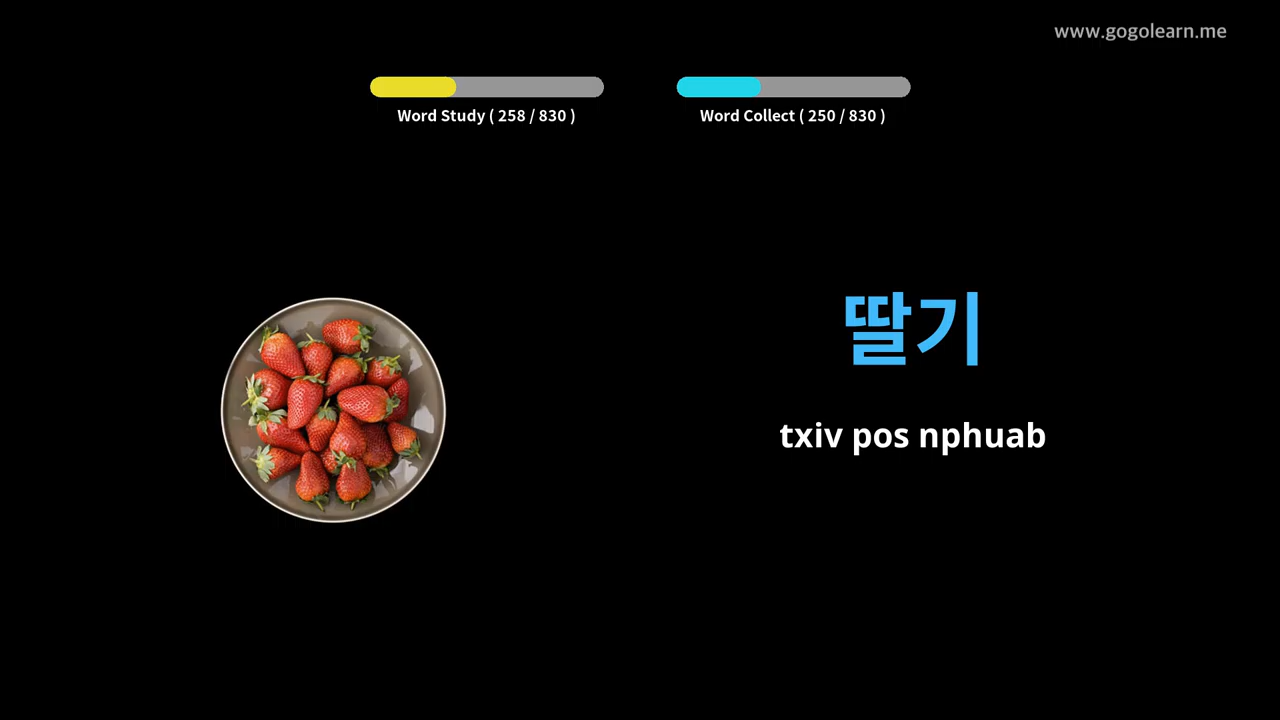 www.gogolearn.me
Word Study ( 258 / 830 )
Word Collect ( 250 / 830 )
딸기
txiv pos nphuab